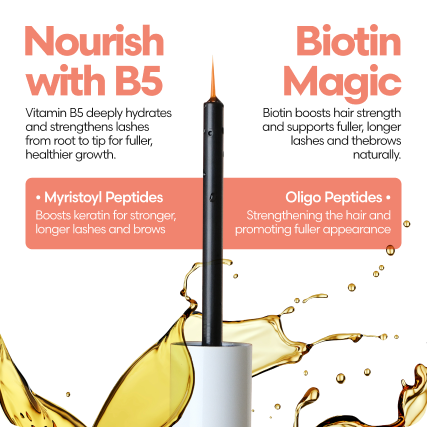 Nourish
with B5
Vitamin B5 deeply hydrates
and strengthens lashes
from root to tip for fuller,
healthier growth.
Biotin
Magic
Biotin boosts hair strength
and supports fuller, longer
lashes and thebrows
naturally.
• Myristoyl Peptides
Boosts keratin for stronger,
longer lashes and brows
Oligo Peptides •
Strengthening the hair and
promoting fuller appearance